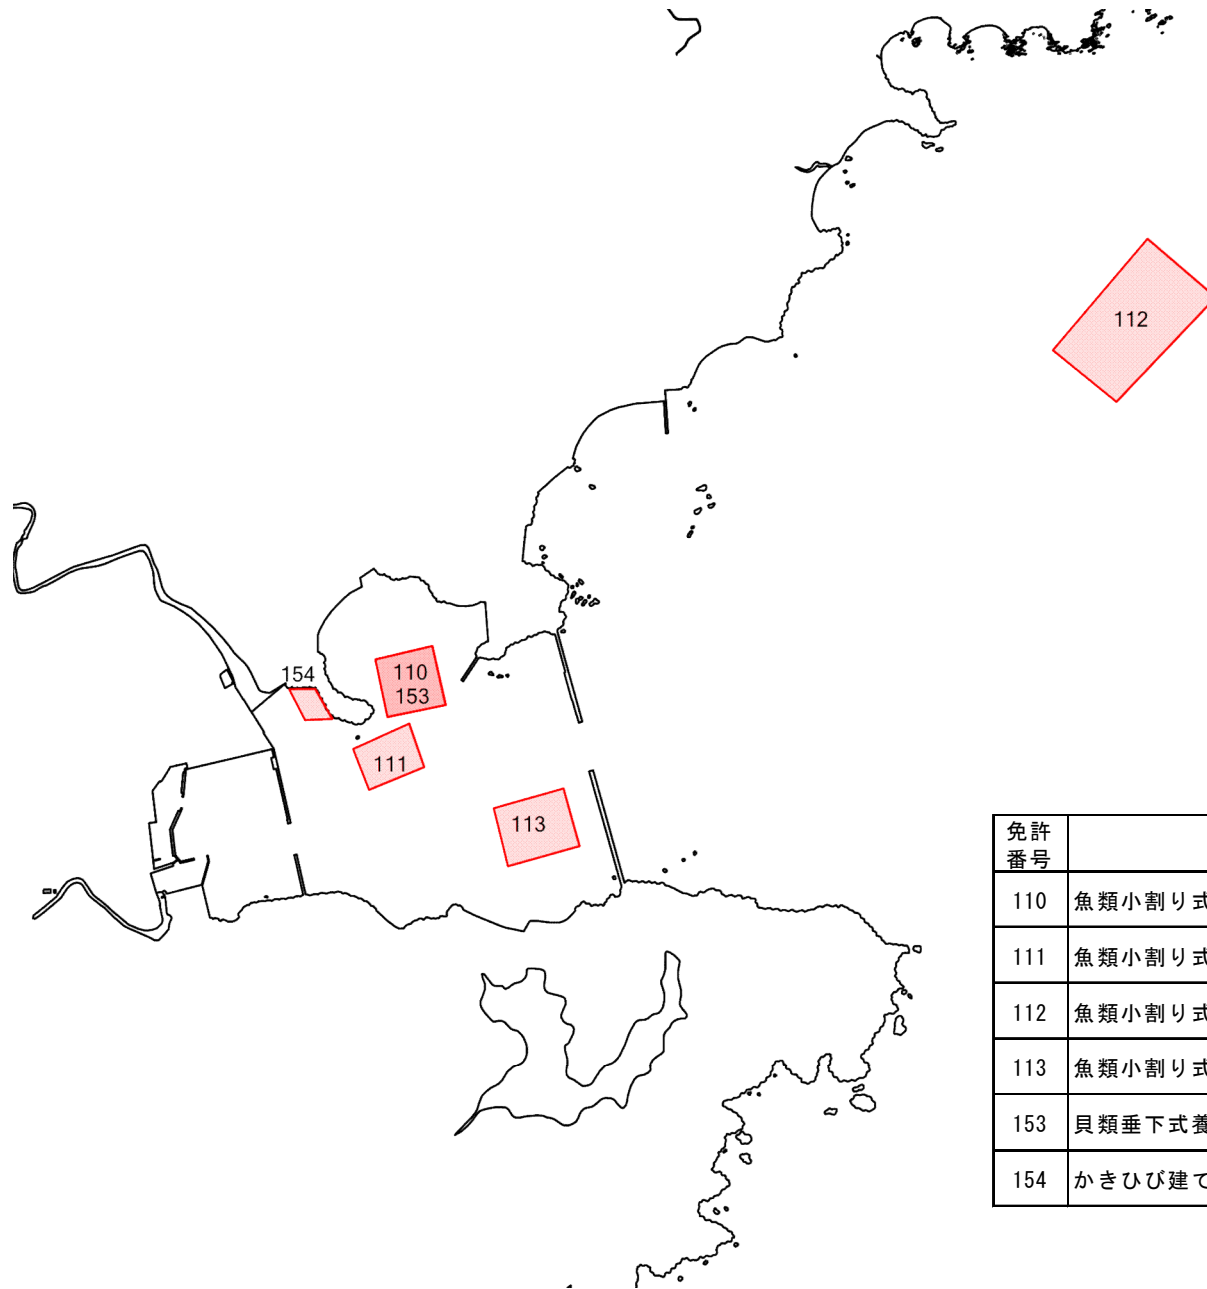 112
154
110
153
111
113
免許
番号
110 魚類小割り式
111 魚類小割り式
112 魚類小割り式
113 魚類小割り式
153 貝類垂下式養
154 かきひび建て